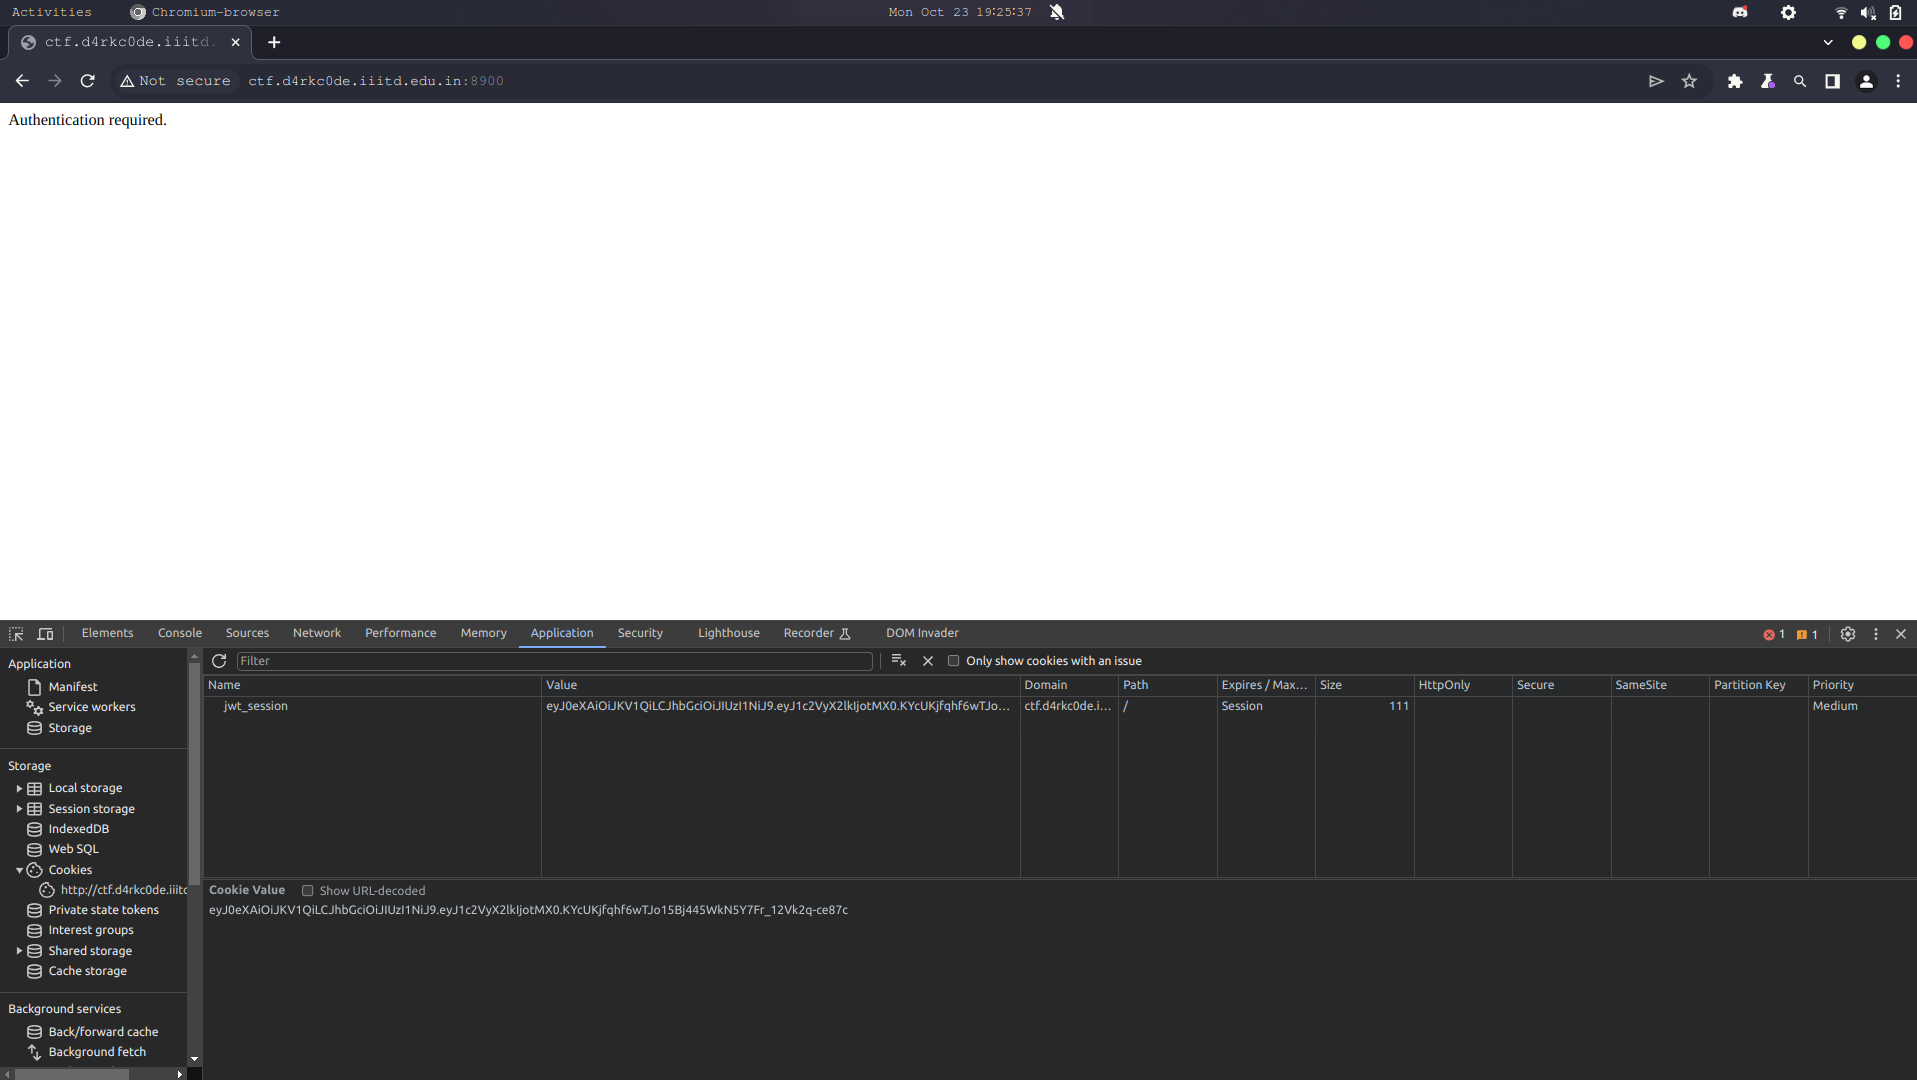 Activities
Chromium-browser
Mon Oct 23 19:25:37
ctf.d4rkc0de.iiitd.
Not secure
ctf.d4rkc0de.iiitd.edu.in:8900
Authentication required.
Elements Console Sources Network Performance Memory Application Security Lighthouse Recorder DOM Invader
1 1
Application
Manifest
Service workers
Storage
Storage
Local storage
Session storage
IndexedDB
Web SQL
Cookies
http://ctf.d4rkc0de.iiitd
Private state tokens
Interest groups
Shared storage
Cache storage
Background services
Back/forward cache
Background fetch
Filter
Only show cookies with an issue
Name Value Domain Path Expires / Max... Size HttpOnly Secure SameSite Partition Key Priority
jwt_session eyJ0eXAiOiJKV1QiLCJhbGciOiJIUzI1NiJ9.eyJ1c2VyX2lkIjotMX0.KYcUKjfqhf6wTJo... ctf.d4rkc0de.i... / Session 111 Medium
Cookie Value Show URL-decoded
eyJ0eXAiOiJKV1QiLCJhbGciOiJIUzI1NiJ9.eyJ1c2VyX2lkIjotMX0.KYcUKjfqhf6wTJo15Bj445WkN5Y7Fr_12Vk2q-ce87c